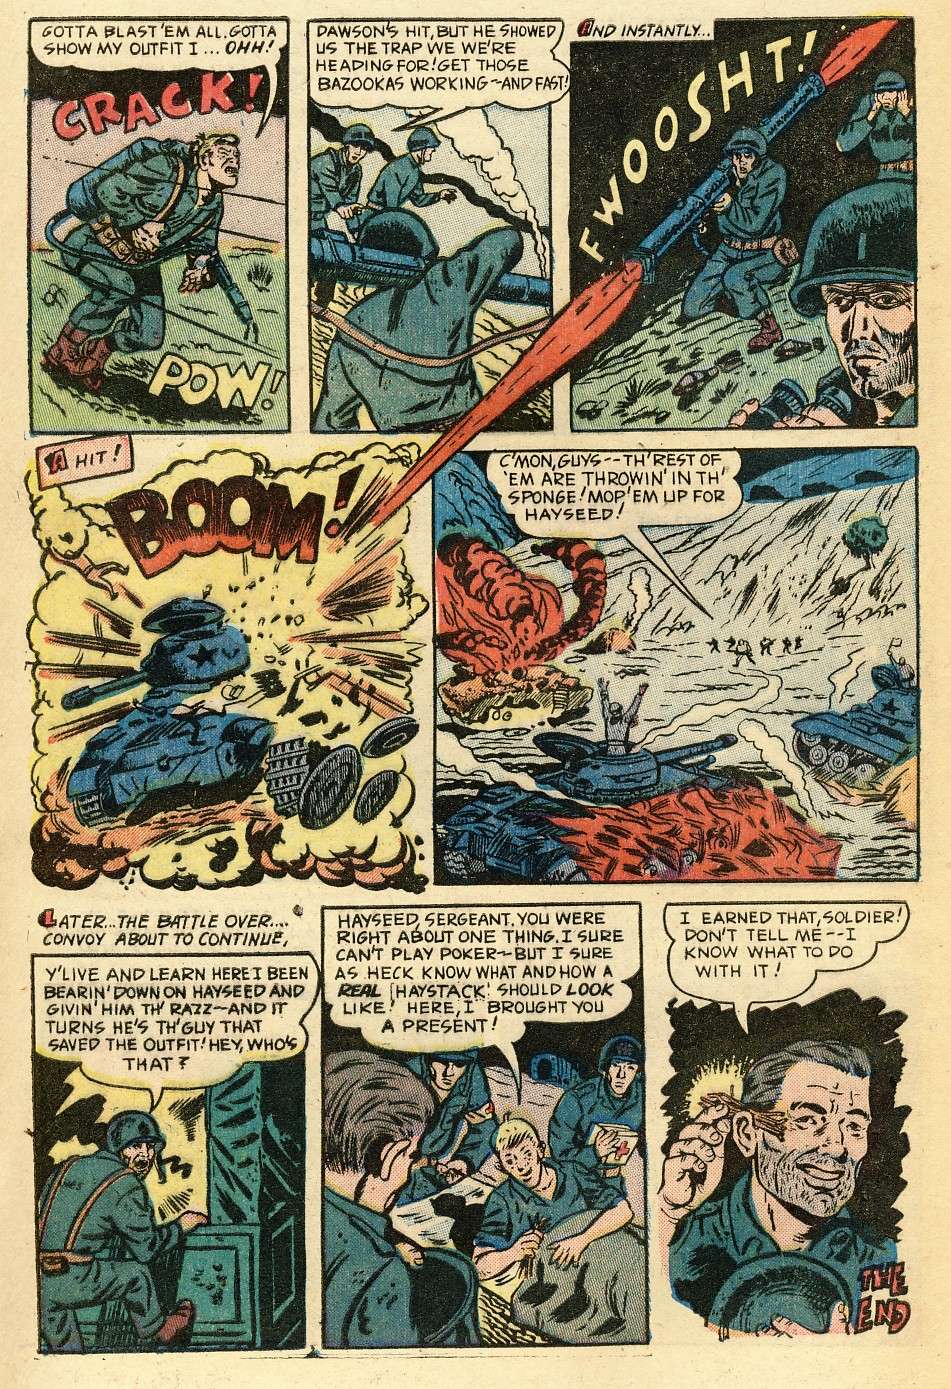 GOTTA BLAST 'EM ALL. GOTTA
SHOW MY OUTFIT I ... OHH!
CRACK!
POW!
DAWSON'S HIT, BUT HE SHOWED
US THE TRAP WE WE'RE
HEADING FOR! GET THOSE
BAZOOKAS WORKING--AND FAST!
AND INSTANTLY...
FWOOSHT!
A HIT!
BOOM!
C'MON, GUYS--TH' REST OF
'EM ARE THROWIN' IN TH'
SPONGE! MOP 'EM UP FOR
HAYSEED!
LATER...THE BATTLE OVER....
CONVOY ABOUT TO CONTINUE,
Y'LIVE AND LEARN HERE I BEEN
BEARIN' DOWN ON HAYSEED AND
GIVIN' HIM TH' RAZZ--AND IT
TURNS HE'S TH' GUY THAT
SAVED THE OUTFIT! HEY, WHO'S
THAT?
HAYSEED, SERGEANT, YOU WERE
RIGHT ABOUT ONE THING. I SURE
CAN'T PLAY POKER--BUT I SURE
AS HECK KNOW WHAT AND HOW A
REAL HAYSTACK SHOULD LOOK
LIKE! HERE, I BROUGHT YOU
A PRESENT!
I EARNED THAT, SOLDIER!
DON'T TELL ME--I
KNOW WHAT TO DO
WITH IT!
THE
END